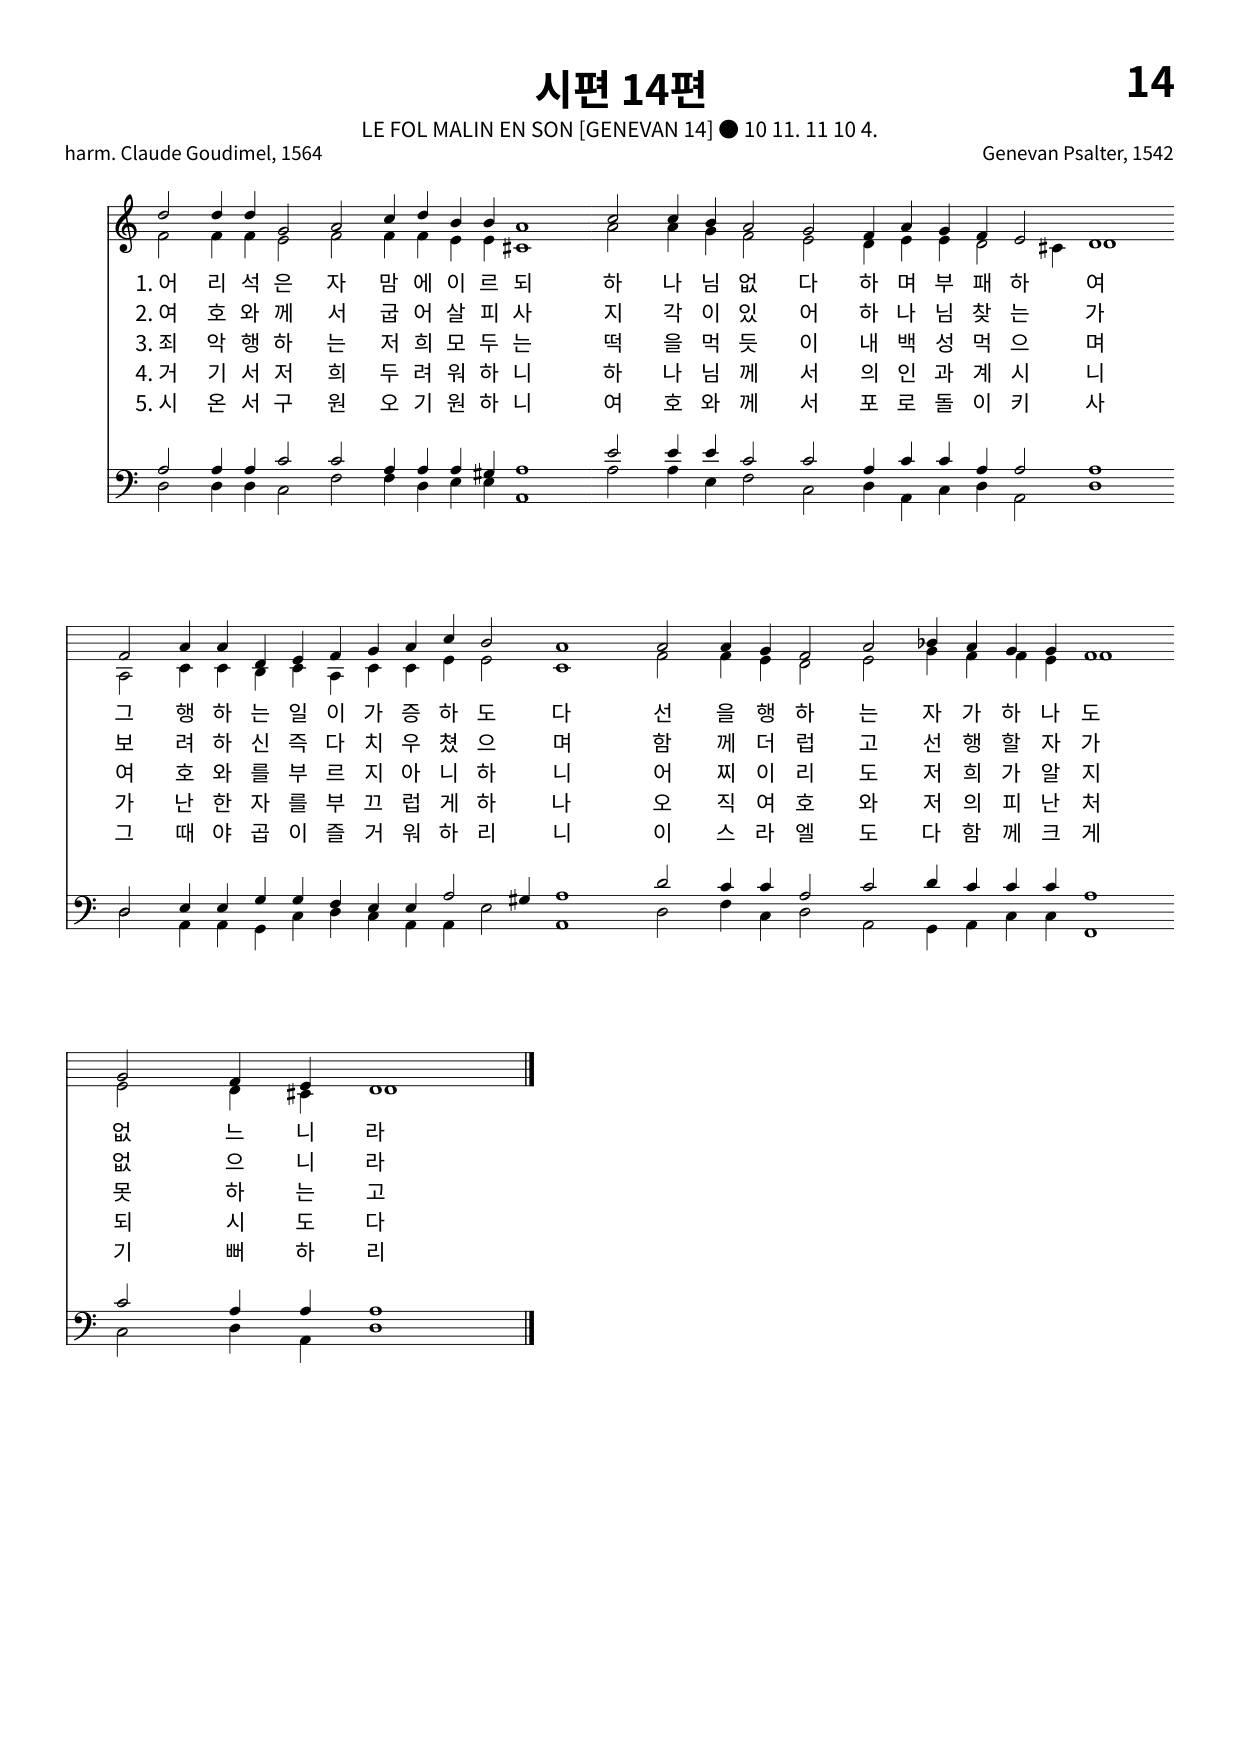 시편 14편
14
LE FOL MALIN EN SON [GENEVAN 14] ● 10 11. 11 10 4.
harm. Claude Goudimel, 1564
Genevan Psalter, 1542
1. 어 리 석 은 자 맘 에 이 르 되 하 나 님 없 다 하 며 부 패 하 여
2. 여 호 와 께 서 굽 어 살 피 사 지 각 이 있 어 하 나 님 찾 는 가
3. 죄 악 행 하 는 저 희 모 두 는 떡 을 먹 듯 이 내 백 성 먹 으 며
4. 거 기 서 저 희 두 려 워 하 니 하 나 님 께 서 의 인 과 계 시 니
5. 시 온 서 구 원 오 기 원 하 니 여 호 와 께 서 포 로 돌 이 키 사
그 행 하 는 일 이 가 증 하 도 다 선 을 행 하 는 자 가 하 나 도
보 려 하 신 즉 다 치 우 쳤 으 며 함 께 더 럽 고 선 행 할 자 가
여 호 와 를 부 르 지 아 니 하 니 어 찌 이 리 도 저 희 가 알 지
가 난 한 자 를 부 끄 럽 게 하 나 오 직 여 호 와 저 의 피 난 처
그 때 야 곱 이 즐 거 워 하 리 니 이 스 라 엘 도 다 함 께 크 게
없 느 니 라
없 으 니 라
못 하 는 고
되 시 도 다
기 뻐 하 리